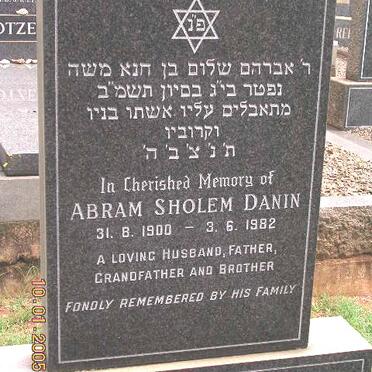 פ"נ
ר' אברהם שלום בן חנא משה
נפטר בי"ג בסיון תשמ"ב
מתאבלים עליו אשתו בניו
וקרוביו
ת' נ' צ' ב' ה'
In Cherished Memory of
ABRAM SHOLEM DANIN
31. 8. 1900 – 3. 6. 1982
A LOVING HUSBAND, FATHER,
GRANDFATHER AND BROTHER
FONDLY REMEMBERED BY HIS FAMILY
10.01.2005